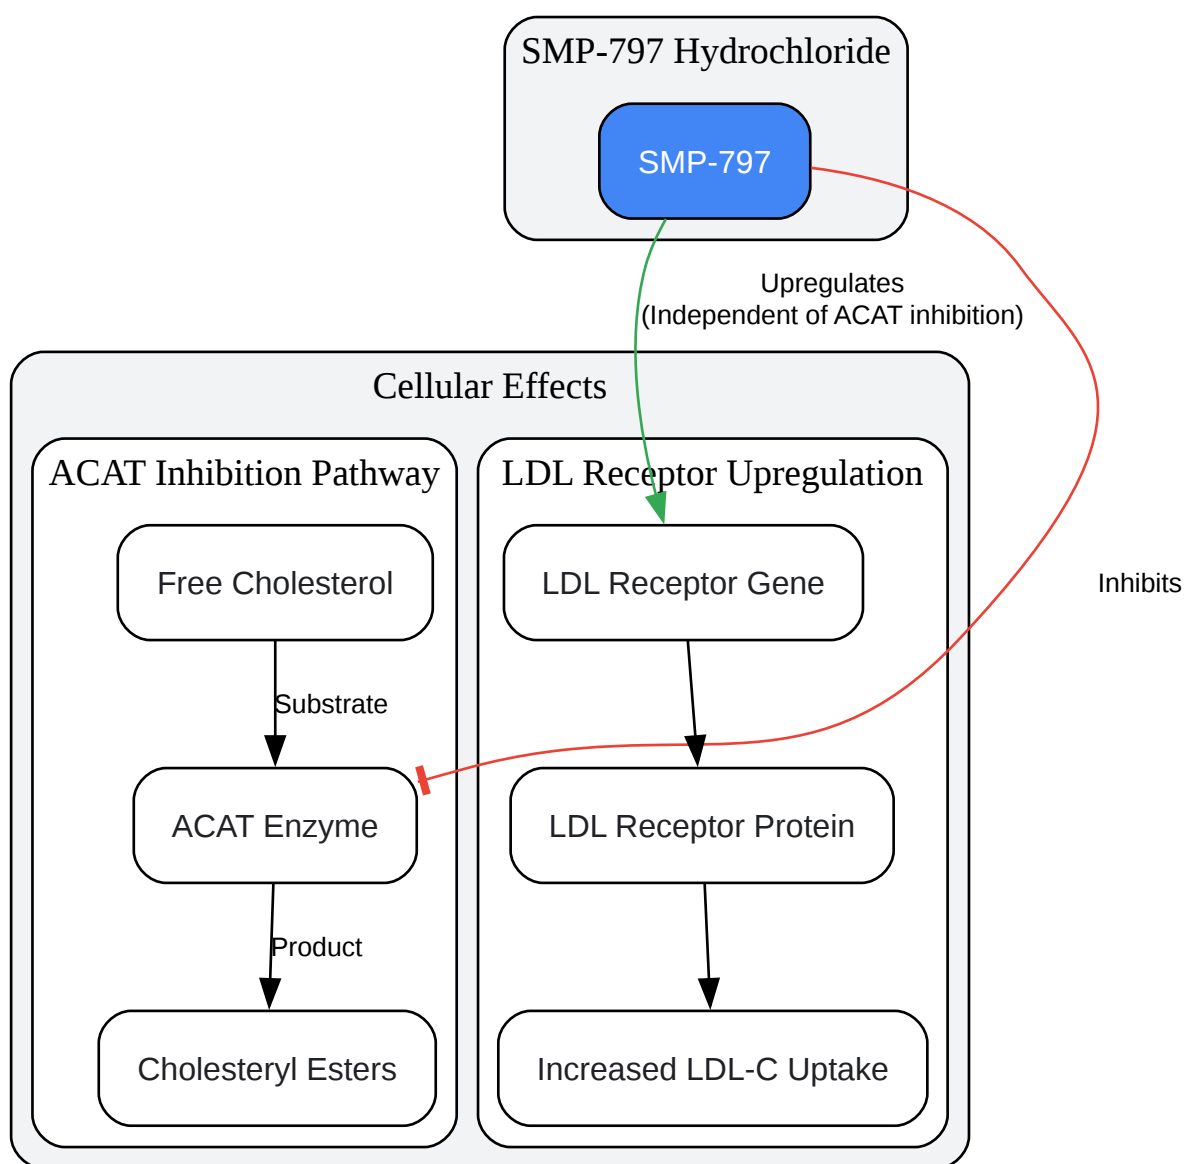 SMP-797 Hydrochloride
SMP-797
Upregulates
(Independent of ACAT inhibition)
Cellular Effects
ACAT Inhibition Pathway
LDL Receptor Upregulation
Free Cholesterol
LDL Receptor Gene
Inhibits
Substrate
ACAT Enzyme
LDL Receptor Protein
Product
Cholesteryl Esters
Increased LDL-C Uptake